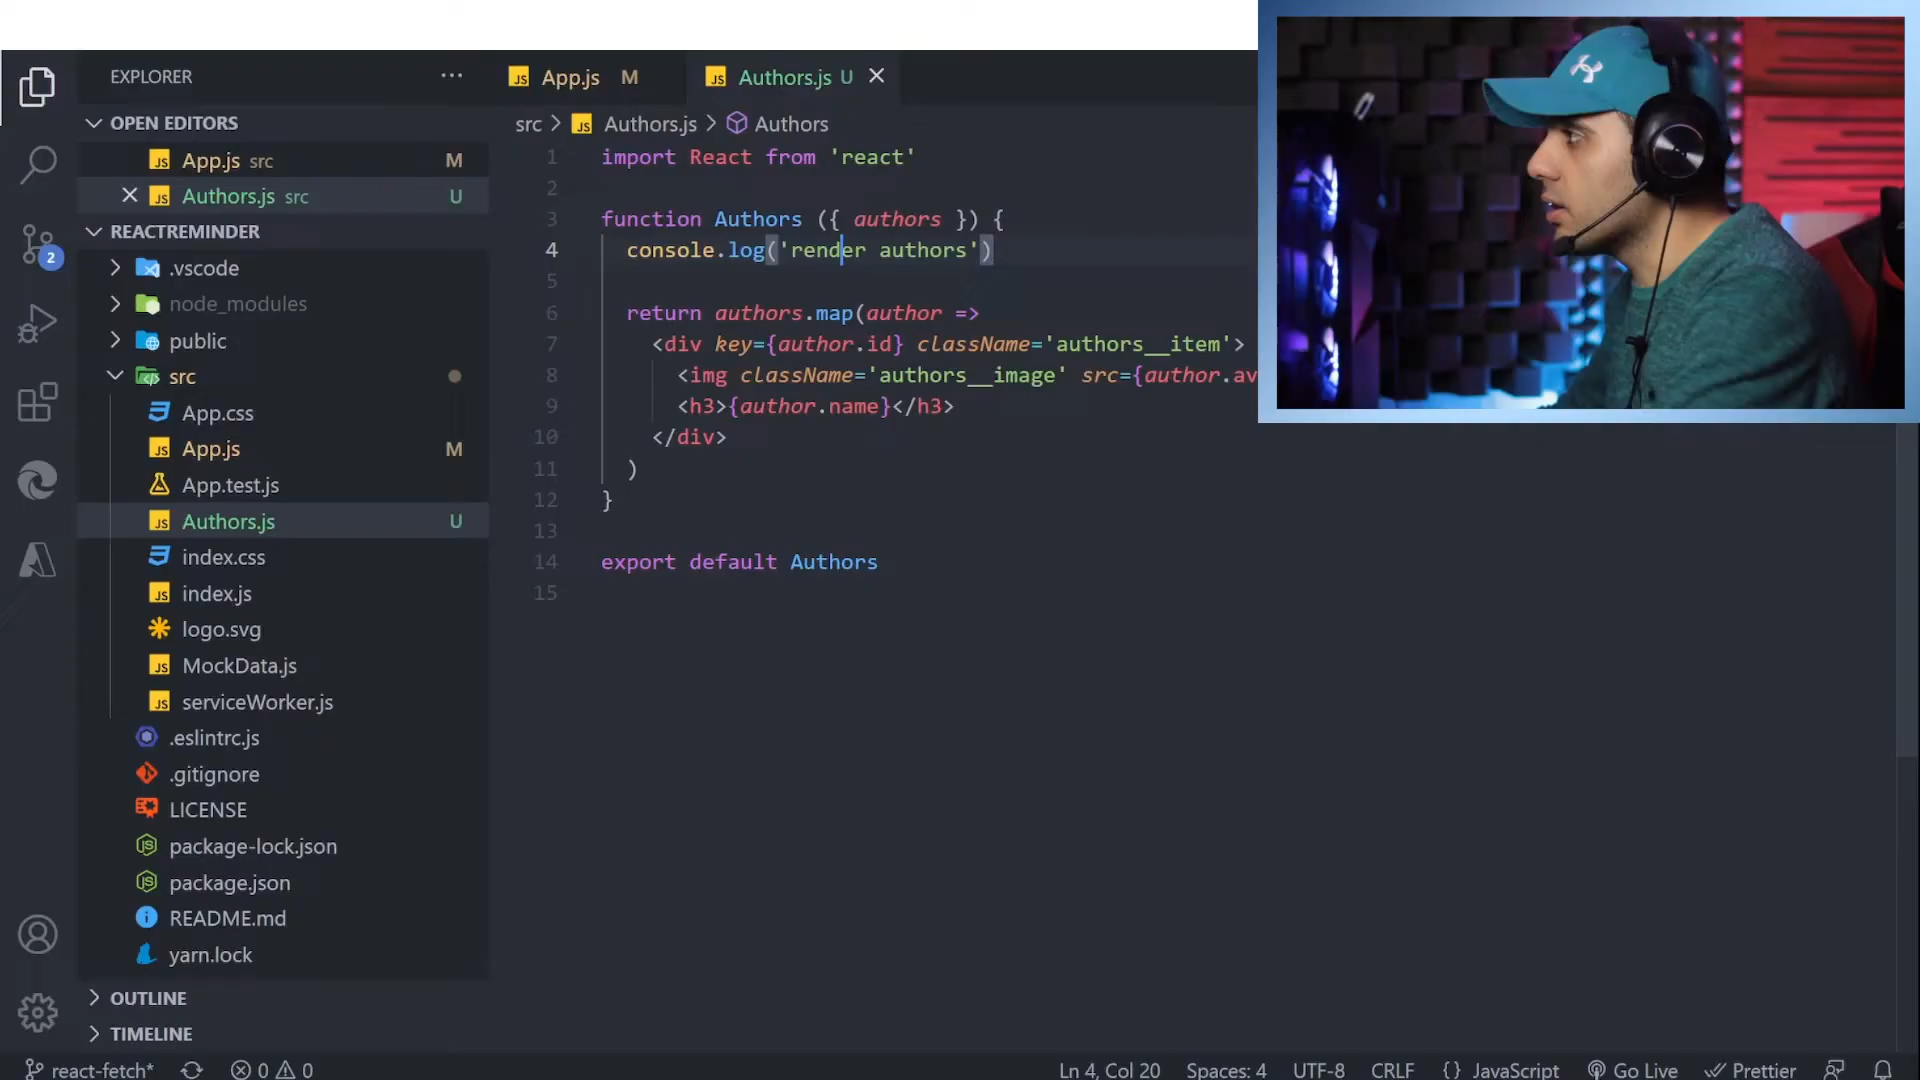 EXPLORER
App.js M
Authors.js U
OPEN EDITORS
App.js src M
Authors.js src U
REACTREMINDER
.vscode
node_modules
public
src
App.css
App.js M
App.test.js
Authors.js U
index.css
index.js
logo.svg
MockData.js
serviceWorker.js
.eslintrc.js
.gitignore
LICENSE
package-lock.json
package.json
README.md
yarn.lock
OUTLINE
TIMELINE
2
src > JS Authors.js > Authors
1 import React from 'react'
2
3 function Authors ({ authors }) {
4 console.log('render authors')
5
6 return authors.map(author =>
7 <div key={author.id} className='authors__item'>
8 <img className='authors__image' src={author.av
9 <h3>{author.name}</h3>
10 </div>
11 )
12 }
13
14 export default Authors
15
react-fetch* 0 0 Ln 4, Col 20 Spaces: 4 UTF-8 CRLF {} JavaScript Go Live Prettier